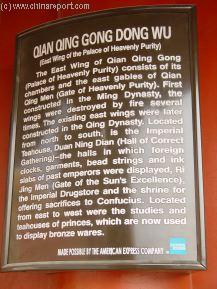 © china-report.com
QIAN QING GONG DONG WU
(East Wing of the Palace of Heavenly Purity)
The East Wing of Qian Qing Gong
(Palace of Heavenly Purity) consists of its
chambers and the east gables of Qian
Qing Men (Gate of Heavenly Purity). First
constructed in the Ming Dynasty, the
wings were destroyed by fire several
times. The existing east wings were later
constructed in the Qing Dynasty. Located
from north to south, is the Imperial
Teahouse, Duan Ning Dian (Hall of Correct
Gathering)—the halls in which foreign
clocks, garments, bead strings and ink
slabs of past emperors were displayed, Ri
Jing Men (Gate of the Sun's Excellence),
the Imperial Drugstore and the shrine for
offering sacrifices to Confucius. Located
from east to west were the studies and
teahouses of princes, which are now used
to display bronze wares.
MADE POSSIBLE BY THE AMERICAN EXPRESS COMPANY